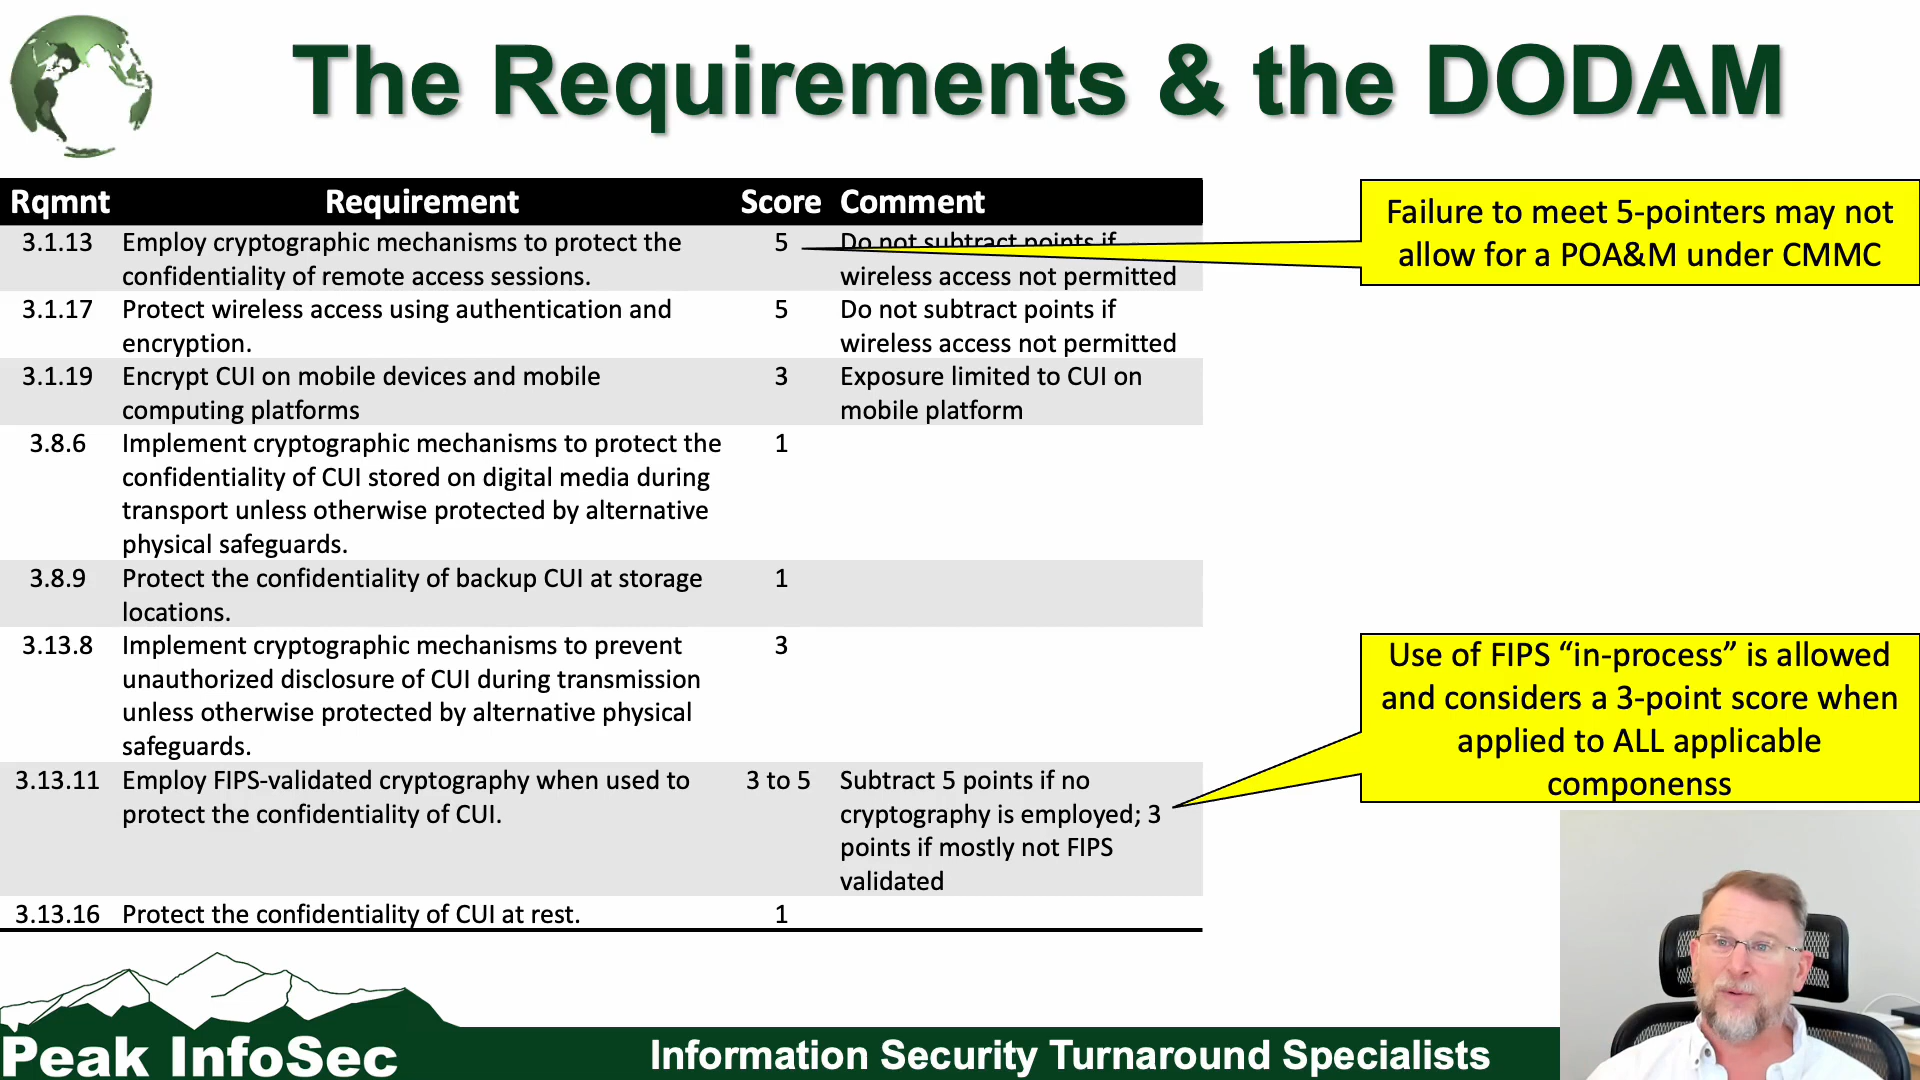 The Requirements & the DODAM
Rqmnt Requirement Score Comment
3.1.13 Employ cryptographic mechanisms to protect the 5 Do not subtract points if
confidentiality of remote access sessions. wireless access not permitted
3.1.17 Protect wireless access using authentication and 5 Do not subtract points if
encryption. wireless access not permitted
3.1.19 Encrypt CUI on mobile devices and mobile 3 Exposure limited to CUI on
computing platforms mobile platform
3.8.6 Implement cryptographic mechanisms to protect the 1
confidentiality of CUI stored on digital media during
transport unless otherwise protected by alternative
physical safeguards.
3.8.9 Protect the confidentiality of backup CUI at storage 1
locations.
3.13.8 Implement cryptographic mechanisms to prevent 3
unauthorized disclosure of CUI during transmission
unless otherwise protected by alternative physical
safeguards.
3.13.11 Employ FIPS-validated cryptography when used to 3 to 5 Subtract 5 points if no
protect the confidentiality of CUI. cryptography is employed; 3
points if mostly not FIPS
validated
3.13.16 Protect the confidentiality of CUI at rest. 1
Failure to meet 5-pointers may not
allow for a POA&M under CMMC
Use of FIPS “in-process” is allowed
and considers a 3-point score when
applied to ALL applicable
componenss
Peak InfoSec
Information Security Turnaround Specialists